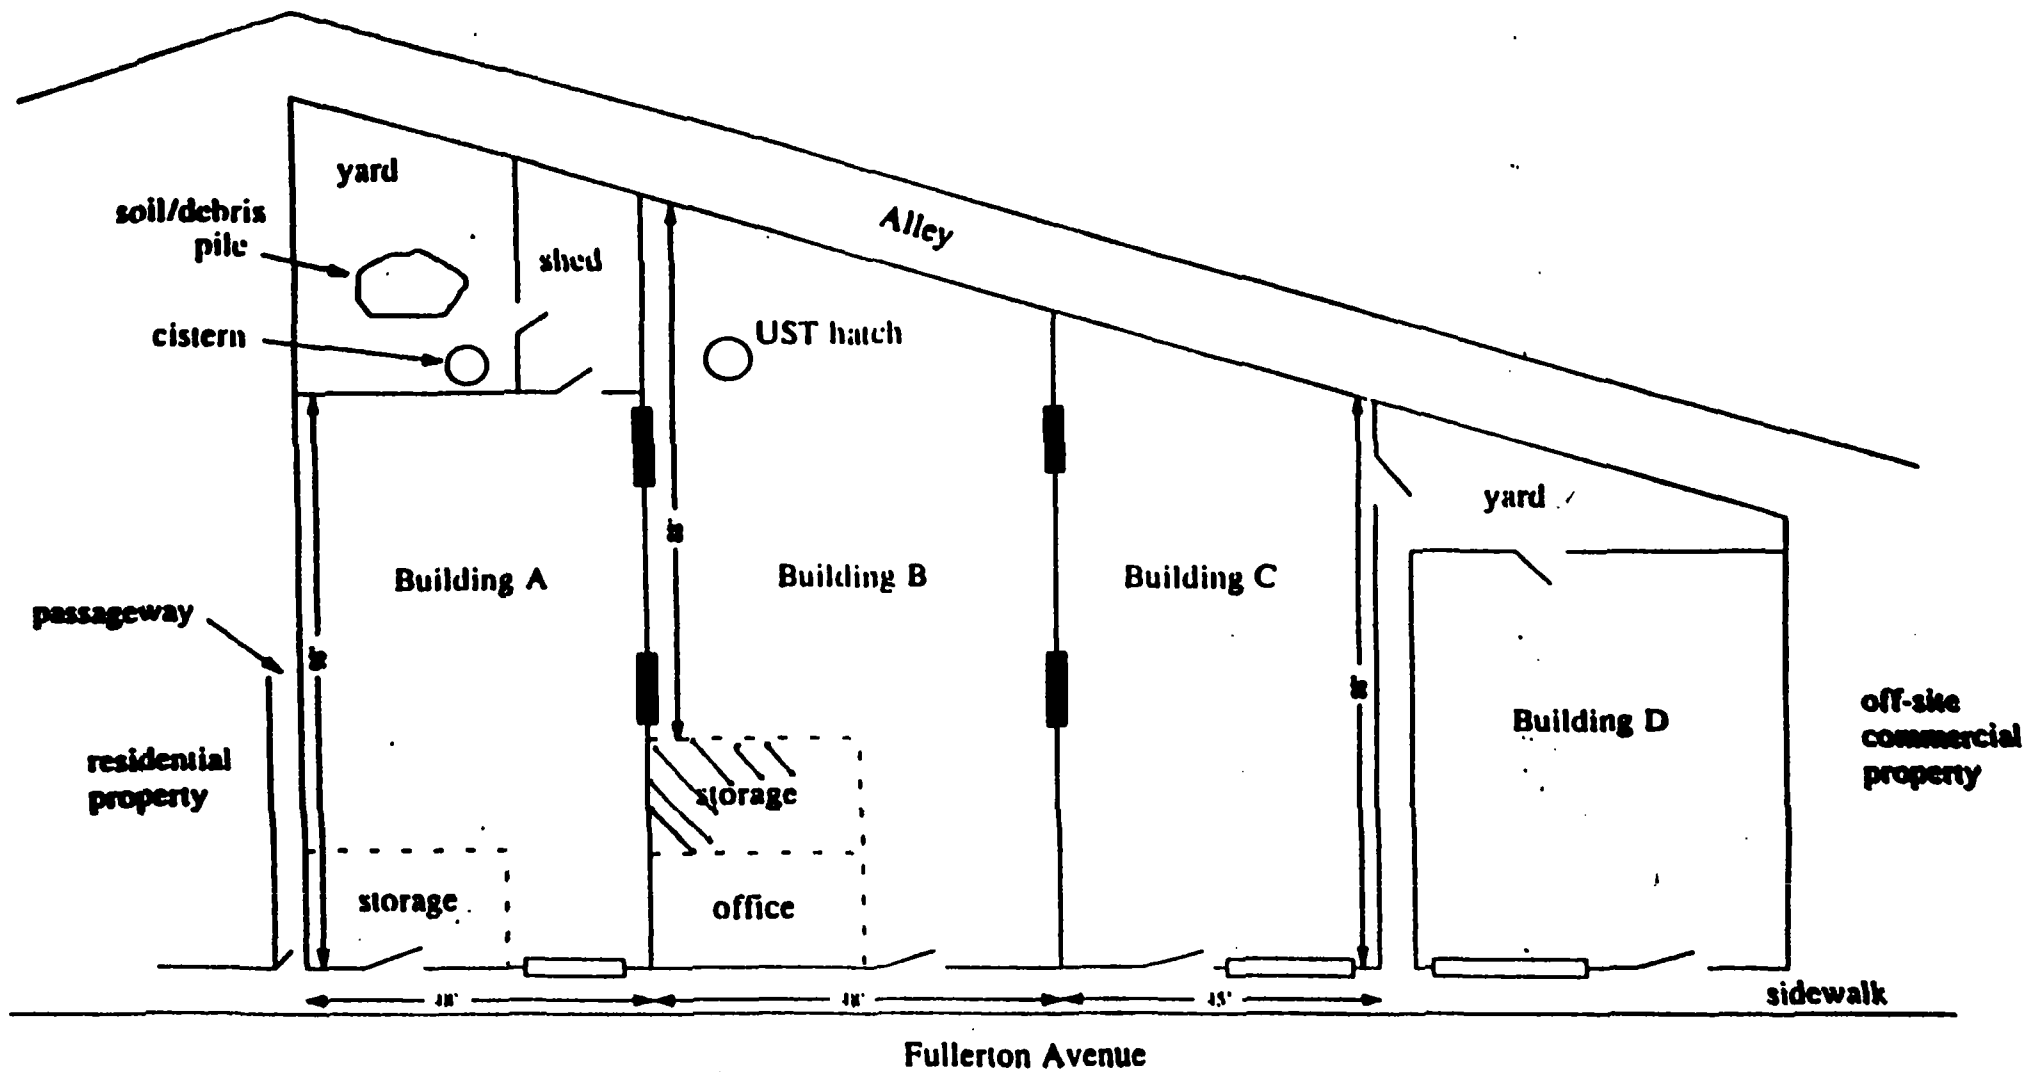 yard
soil/debris
pile
Alley
shed
cistern
UST hatch
yard
Building A
Building B
Building C
passageway
off-site
commercial
property
Building D
residential
property
storage
storage
office
sidewalk
Fullerton Avenue